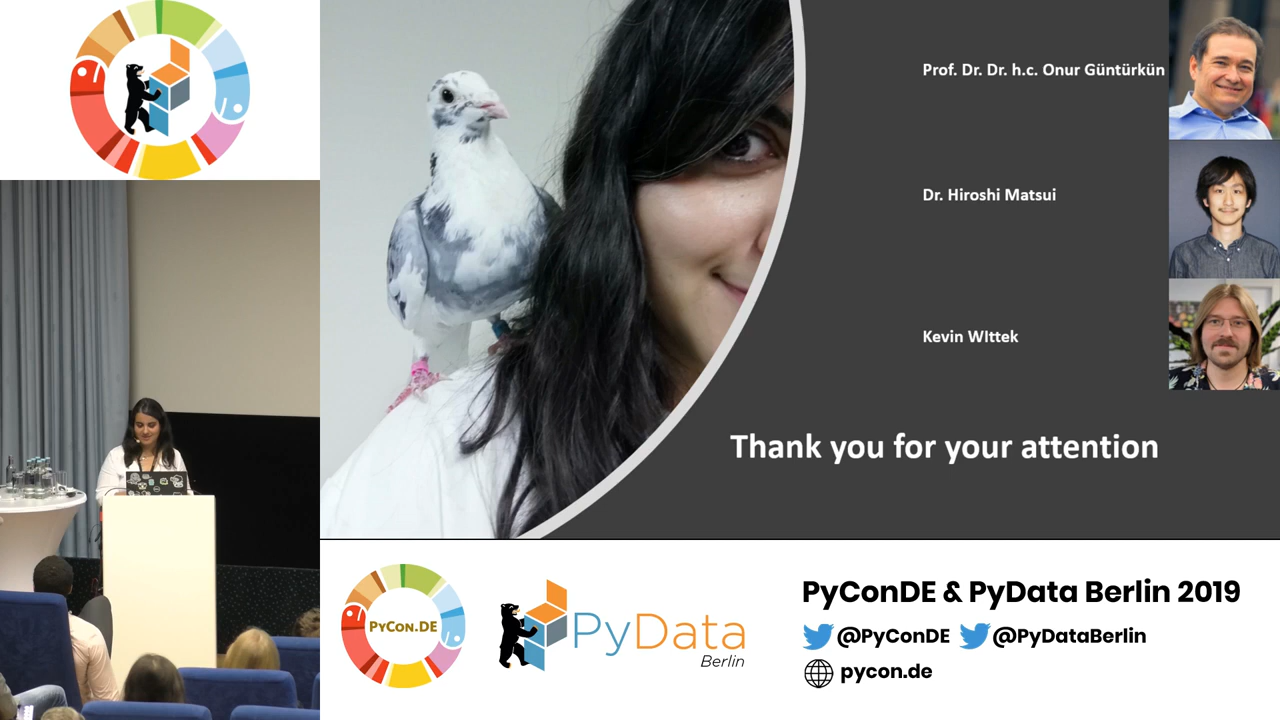 Prof. Dr. Dr. h.c. Onur Güntürkün
Dr. Hiroshi Matsui
Kevin WIttek
Thank you for your attention
PYCON.DE
PyData
Berlin
PyConDE & PyData Berlin 2019
@PyConDE @PyDataBerlin
pycon.de